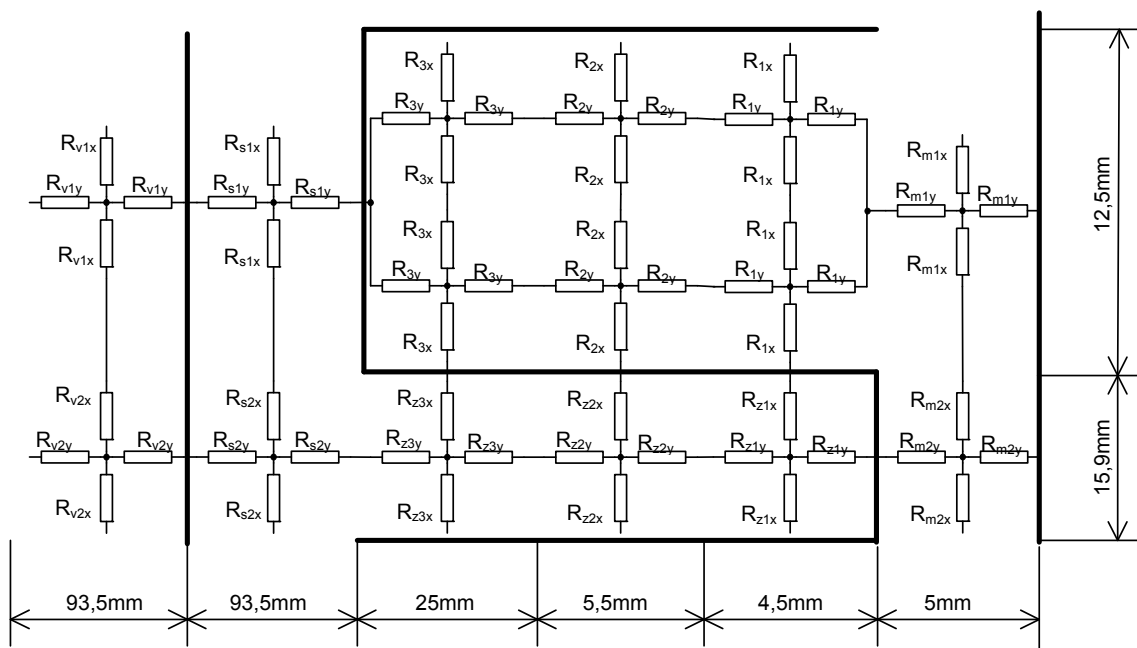 R3x R2x R1x
R3y R3y R2y R2y R1y R1y
Rv1x Rs1x Rm1x
R3x R2x R1x
Rv1y Rv1y Rs1y Rs1y Rm1y Rm1y
12,5mm
R3x R2x R1x
Rv1x Rs1x Rm1x
R3y R3y R2y R2y R1y R1y
R3x R2x R1x
Rv2x Rs2x Rz3x Rz2x Rz1x Rm2x
Rv2y Rv2y Rs2y Rs2y Rz3y Rz3y Rz2y Rz2y Rz1y Rz1y Rm2y Rm2y
15,9mm
Rv2x Rs2x Rz3x Rz2x Rz1x Rm2x
93,5mm 93,5mm 25mm 5,5mm 4,5mm 5mm